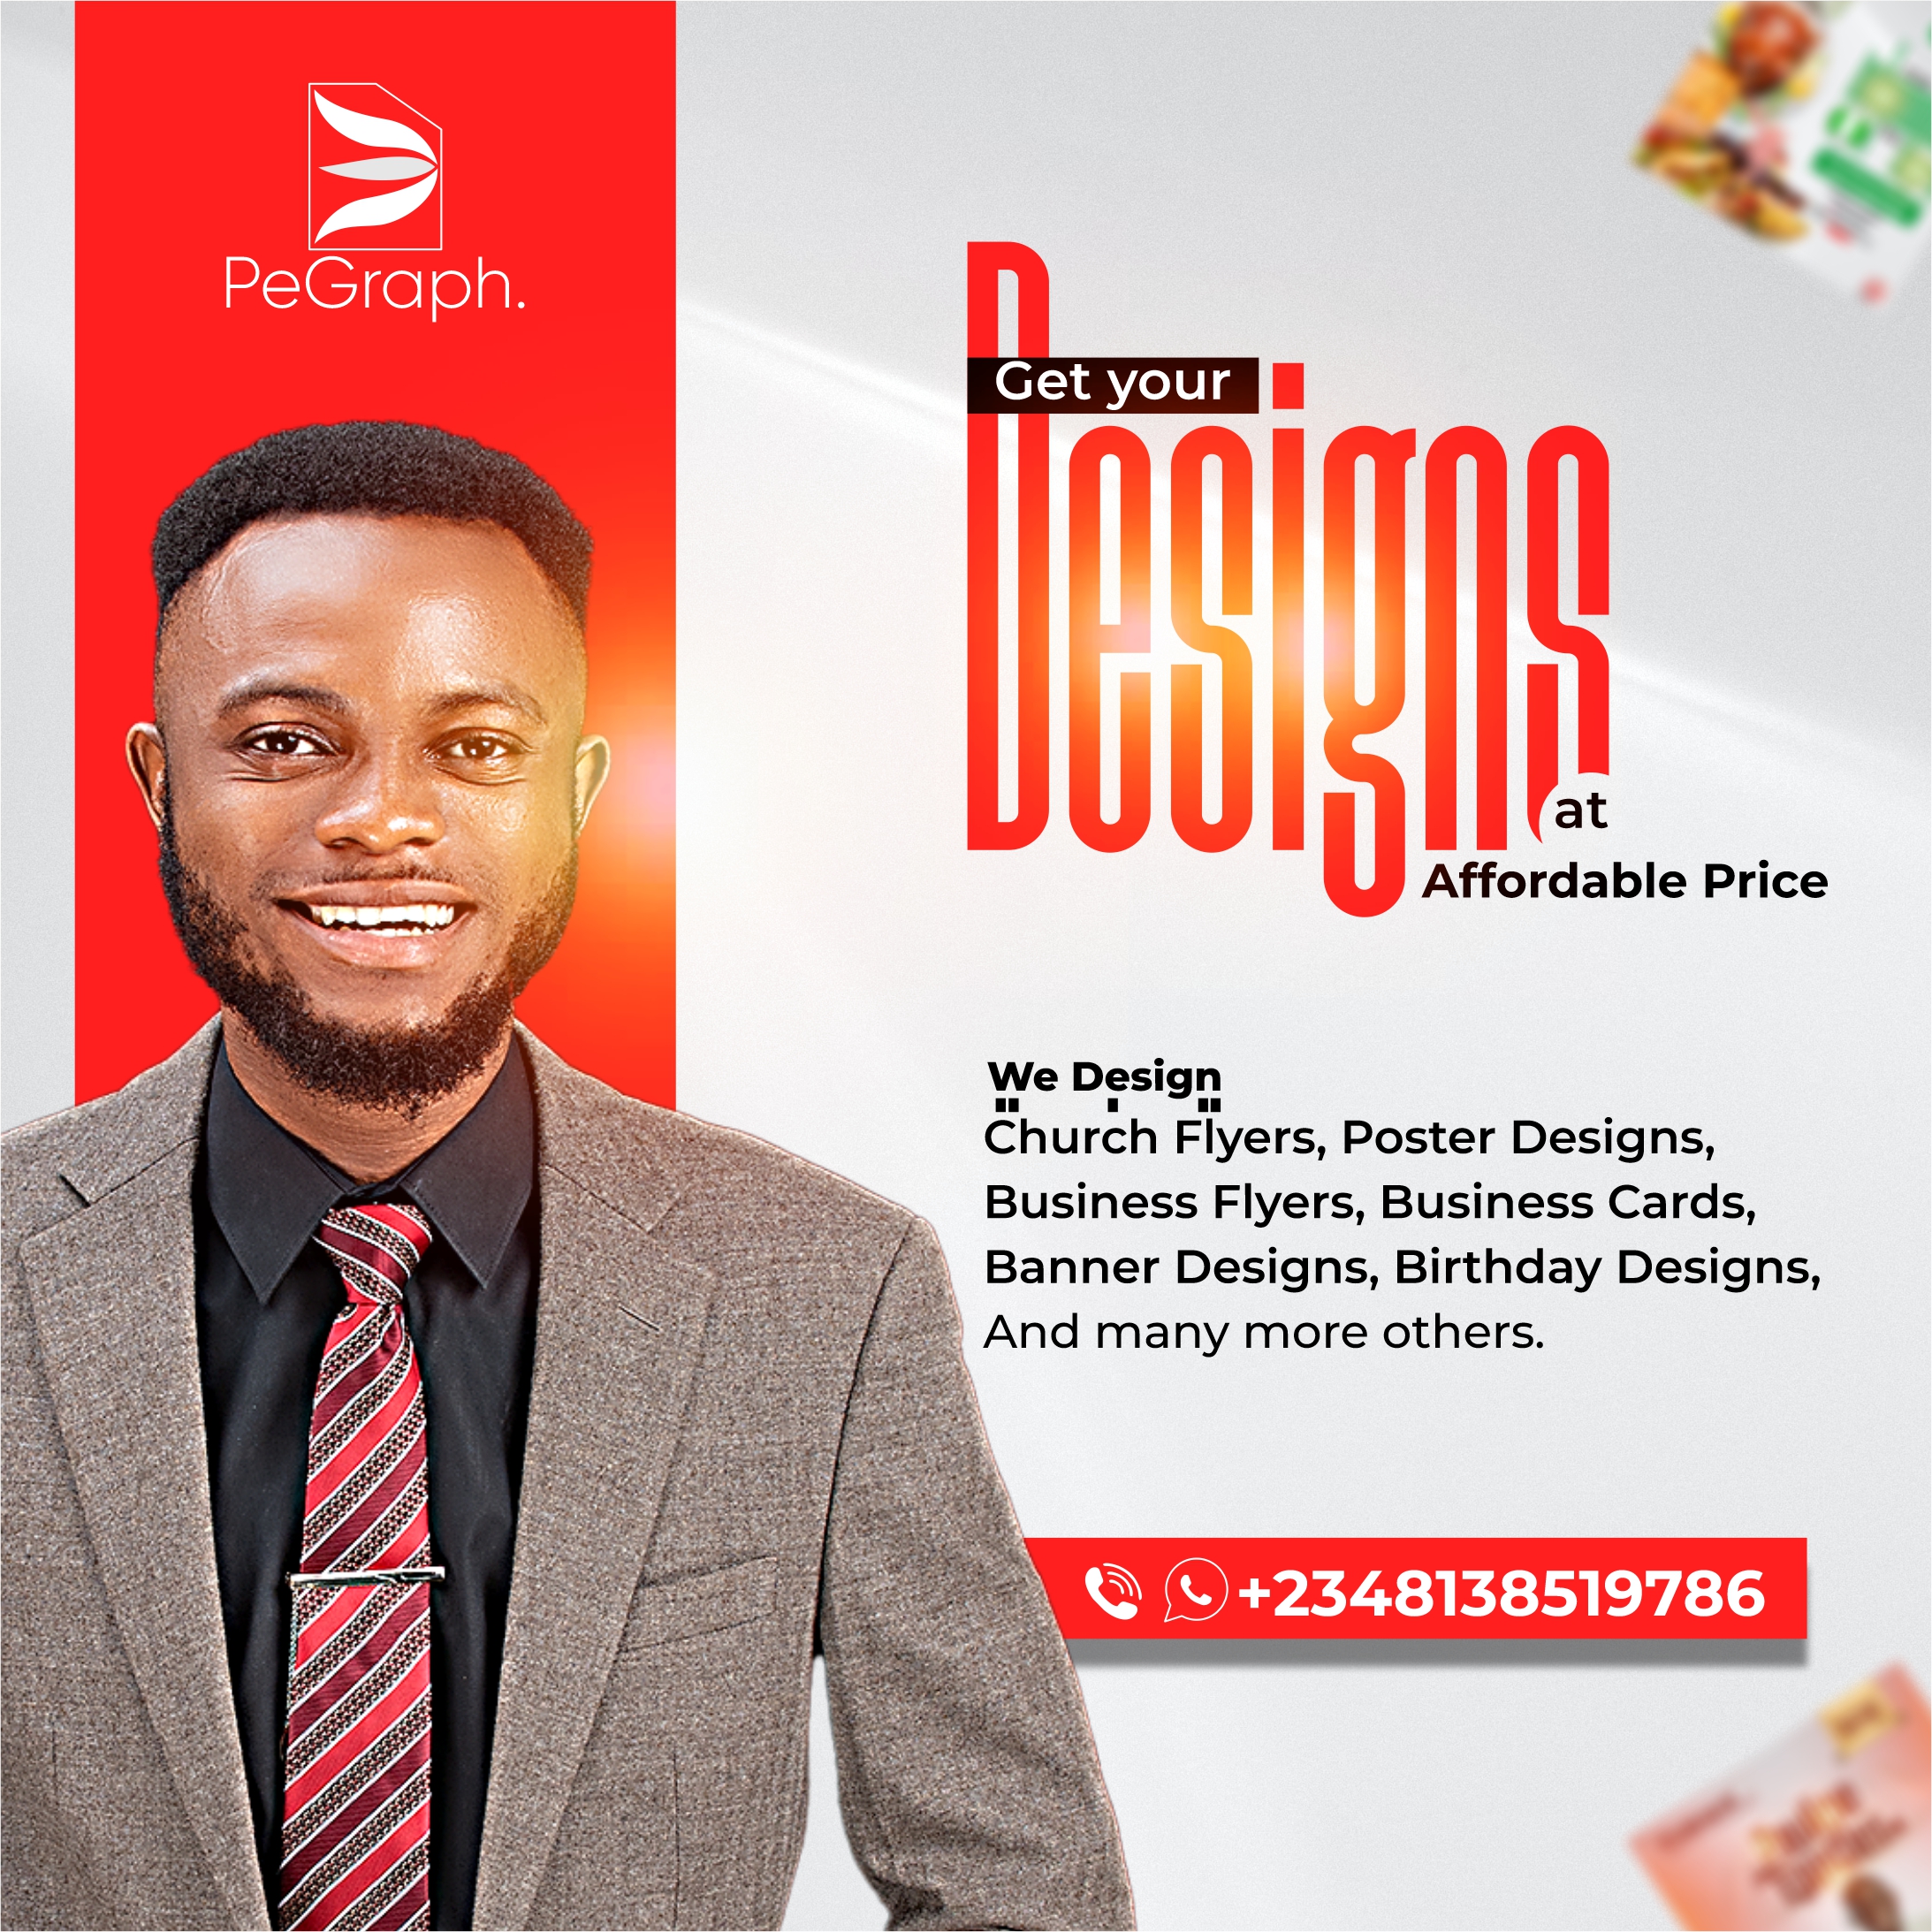 PeGraph.
Get your
Designs
at
Affordable Price
We Design
Church Flyers, Poster Designs,
Business Flyers, Business Cards,
Banner Designs, Birthday Designs,
And many more others.
+2348138519786